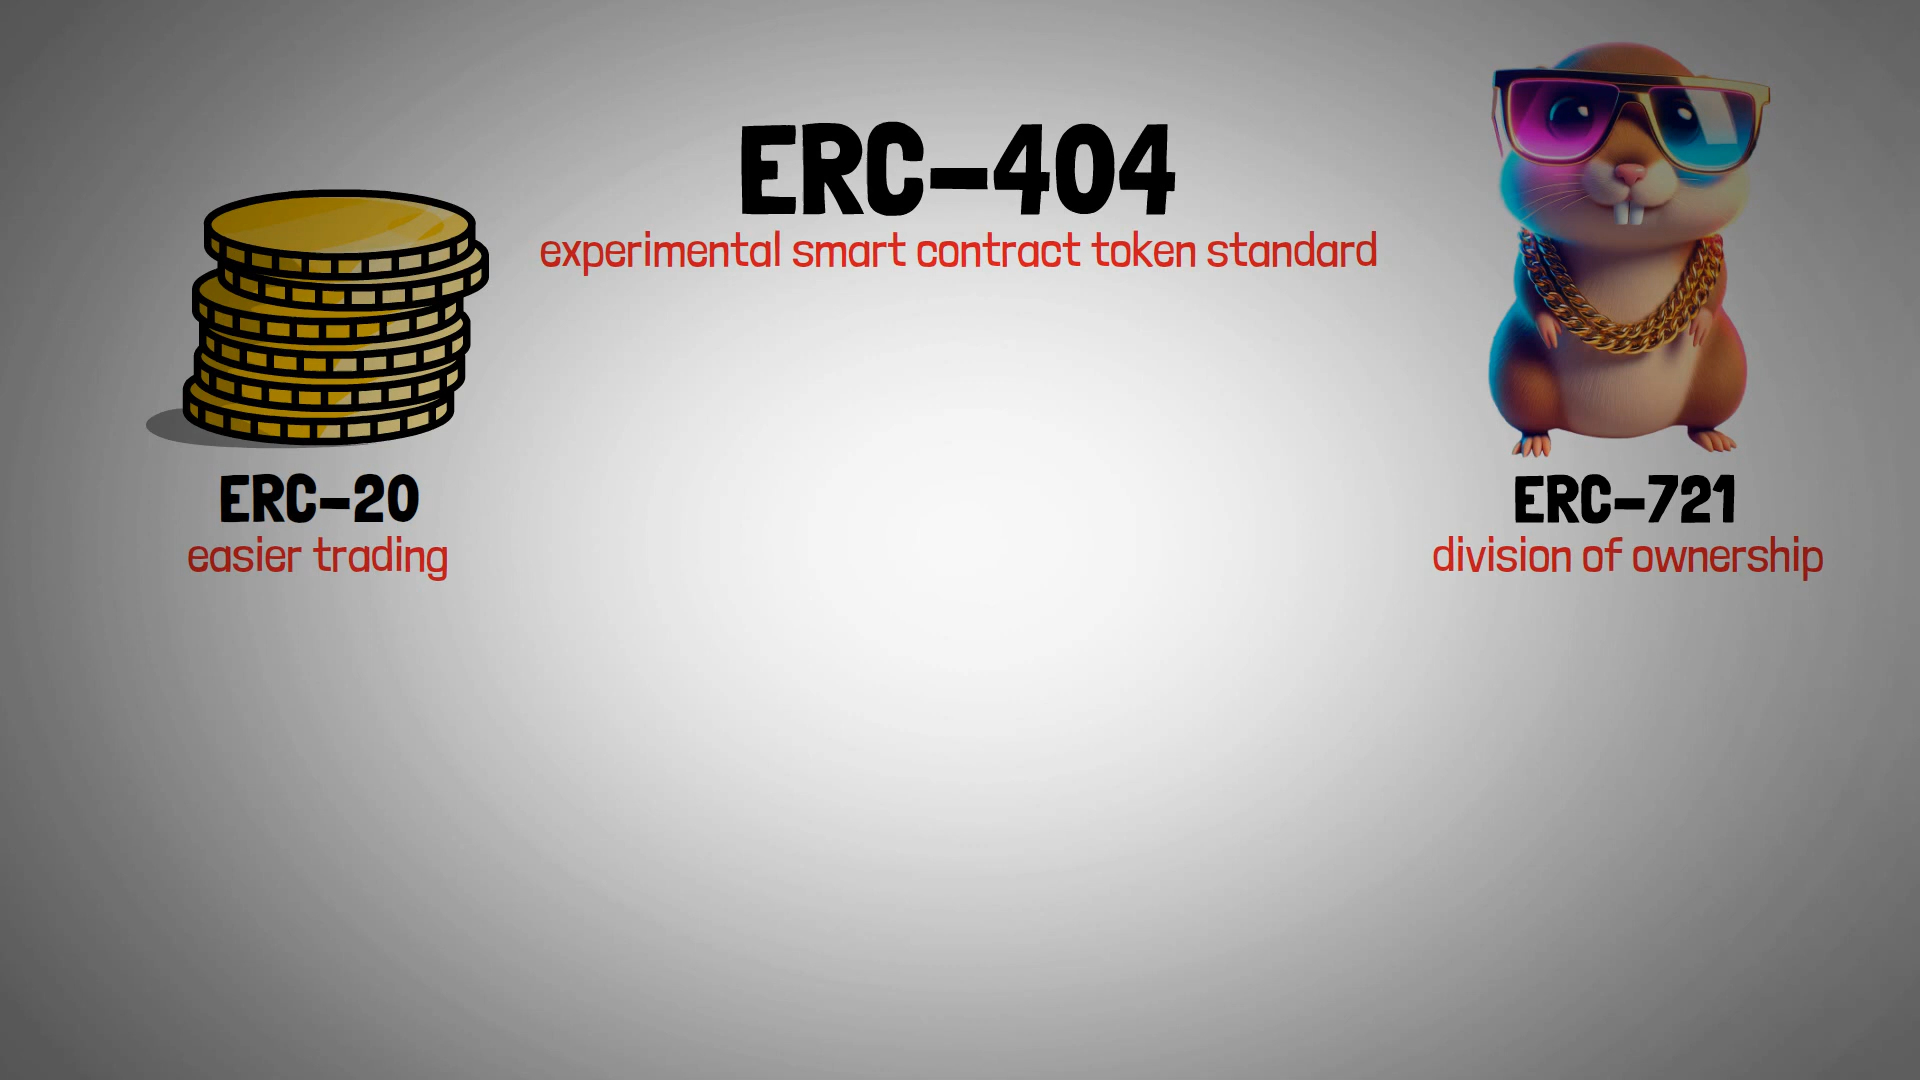 ERC-404
experimental smart contract token standard
ERC-20
easier trading
ERC-721
division of ownership